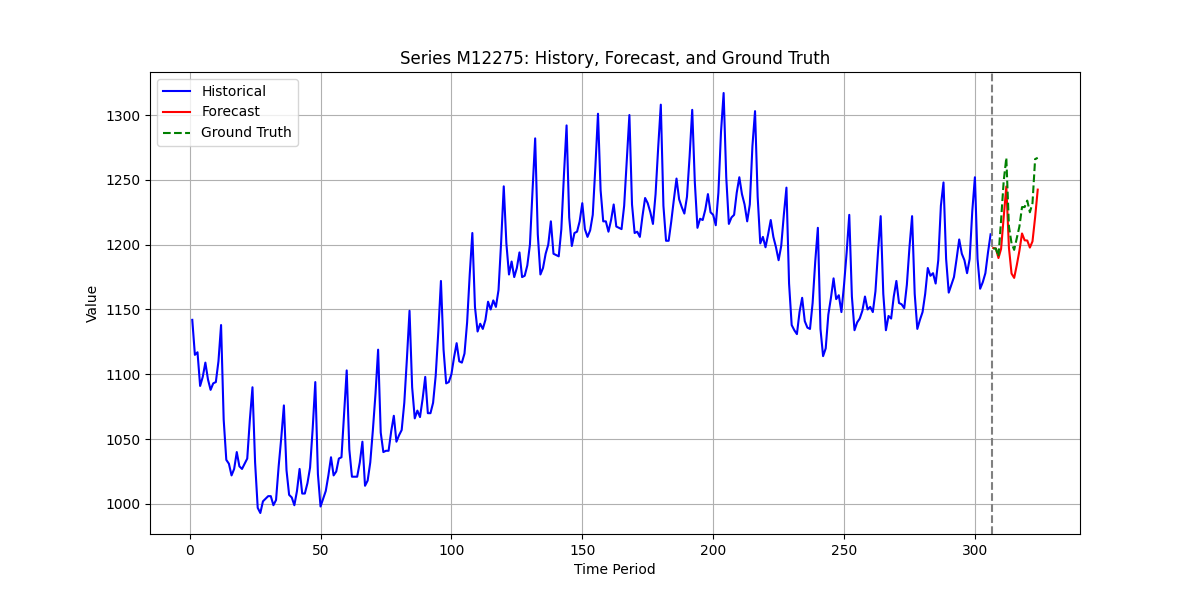 Series M12275: History, Forecast, and Ground Truth
Historical
Forecast
Ground Truth
Value
1300
1250
1200
1150
1100
1050
1000
0 50 100 150 200 250 300
Time Period